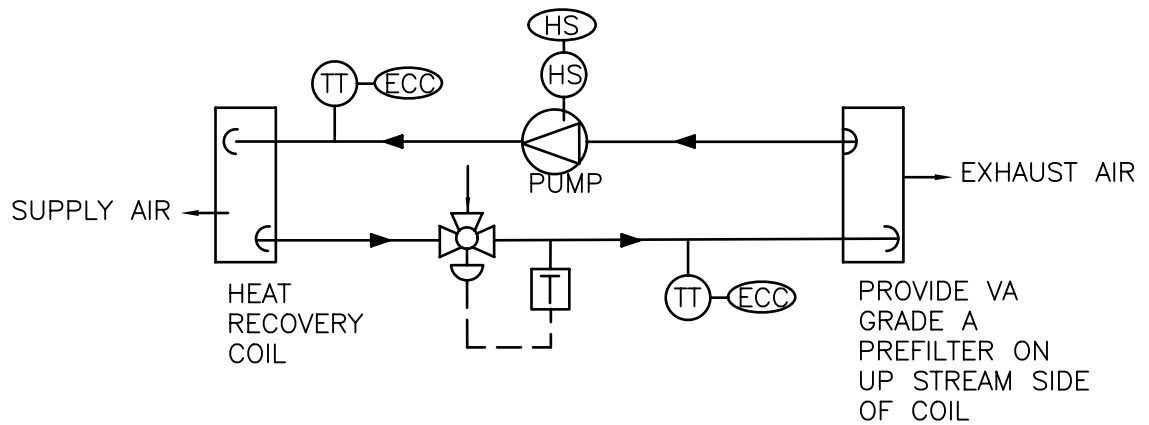 HS
HS
TT
ECC
PUMP
EXHAUST AIR
SUPPLY AIR
T
TT
ECC
HEAT
RECOVERY
COIL
PROVIDE VA
GRADE A
PREFILTER ON
UP STREAM SIDE
OF COIL